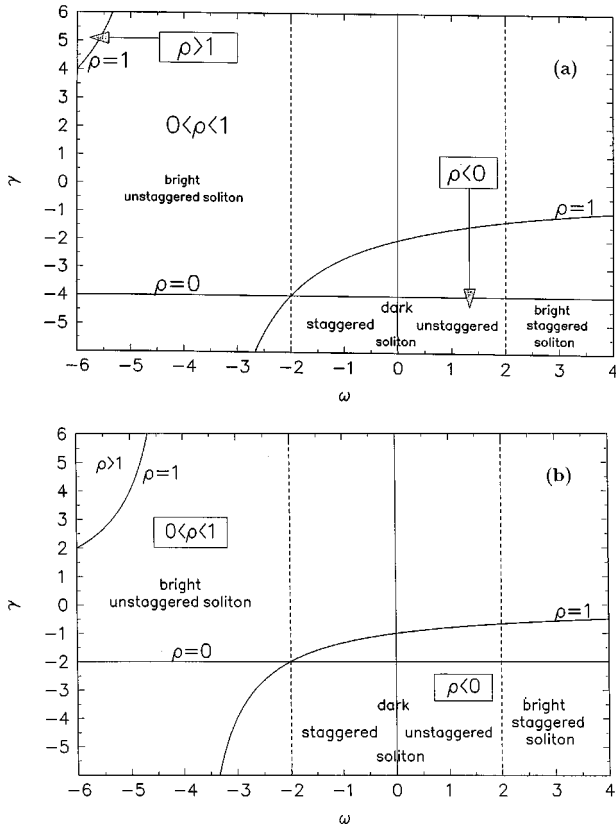 6
5
4
3
2
1
0
−1
−2
−3
−4
−5
γ
ρ>1
ρ=1
(a)
0<ρ<1
bright
unstaggered soliton
ρ<0
ρ=1
ρ=0
dark
staggered
unstaggered
soliton
bright
staggered
soliton
−6 −5 −4 −3 −2 −1 0 1 2 3 4
ω
6
5
4
3
2
1
0
−1
−2
−3
−4
−5
γ
ρ>1
ρ=1
(b)
0<ρ<1
bright
unstaggered soliton
ρ=1
ρ=0
ρ<0
dark
staggered
unstaggered
soliton
bright
staggered
soliton
−6 −5 −4 −3 −2 −1 0 1 2 3 4
ω